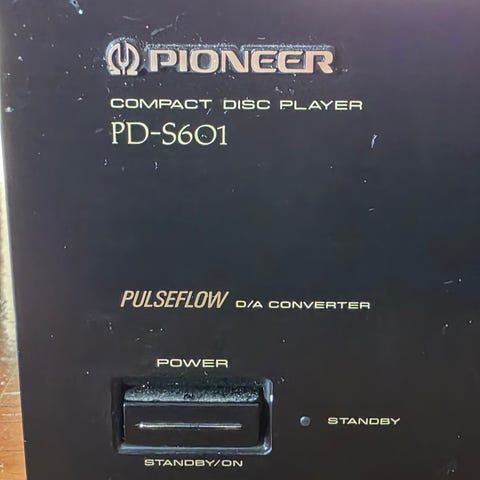 PIONEER
COMPACT DISC PLAYER
PD-S601
PULSEFLOW D/A CONVERTER
POWER
STANDBY
STANDBY/ON